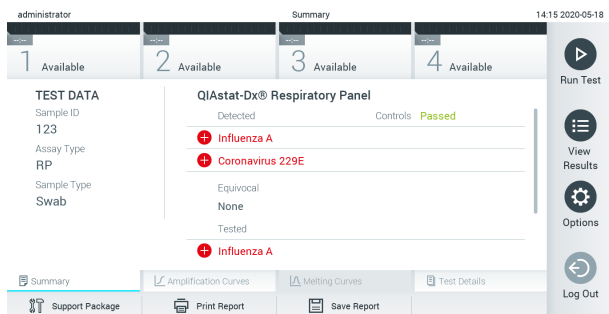 administrator Summary 14:15 2020-05-18
--:-- --:-- --:-- --:--
1 Available 2 Available 3 Available 4 Available
Run Test
TEST DATA
Sample ID
123
Assay Type
RP
Sample Type
Swab
QIAstat-Dx® Respiratory Panel
Detected Controls Passed
Influenza A
Coronavirus 229E
Equivocal
None
Tested
Influenza A
View
Results
Options
Log Out
Summary Amplification Curves Melting Curves Test Details
Support Package Print Report Save Report